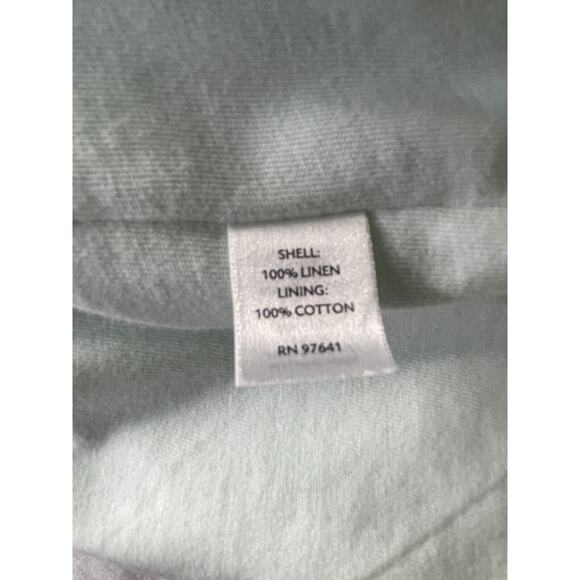 SHELL:
100% LINEN
LINING:
100% COTTON
RN 97641